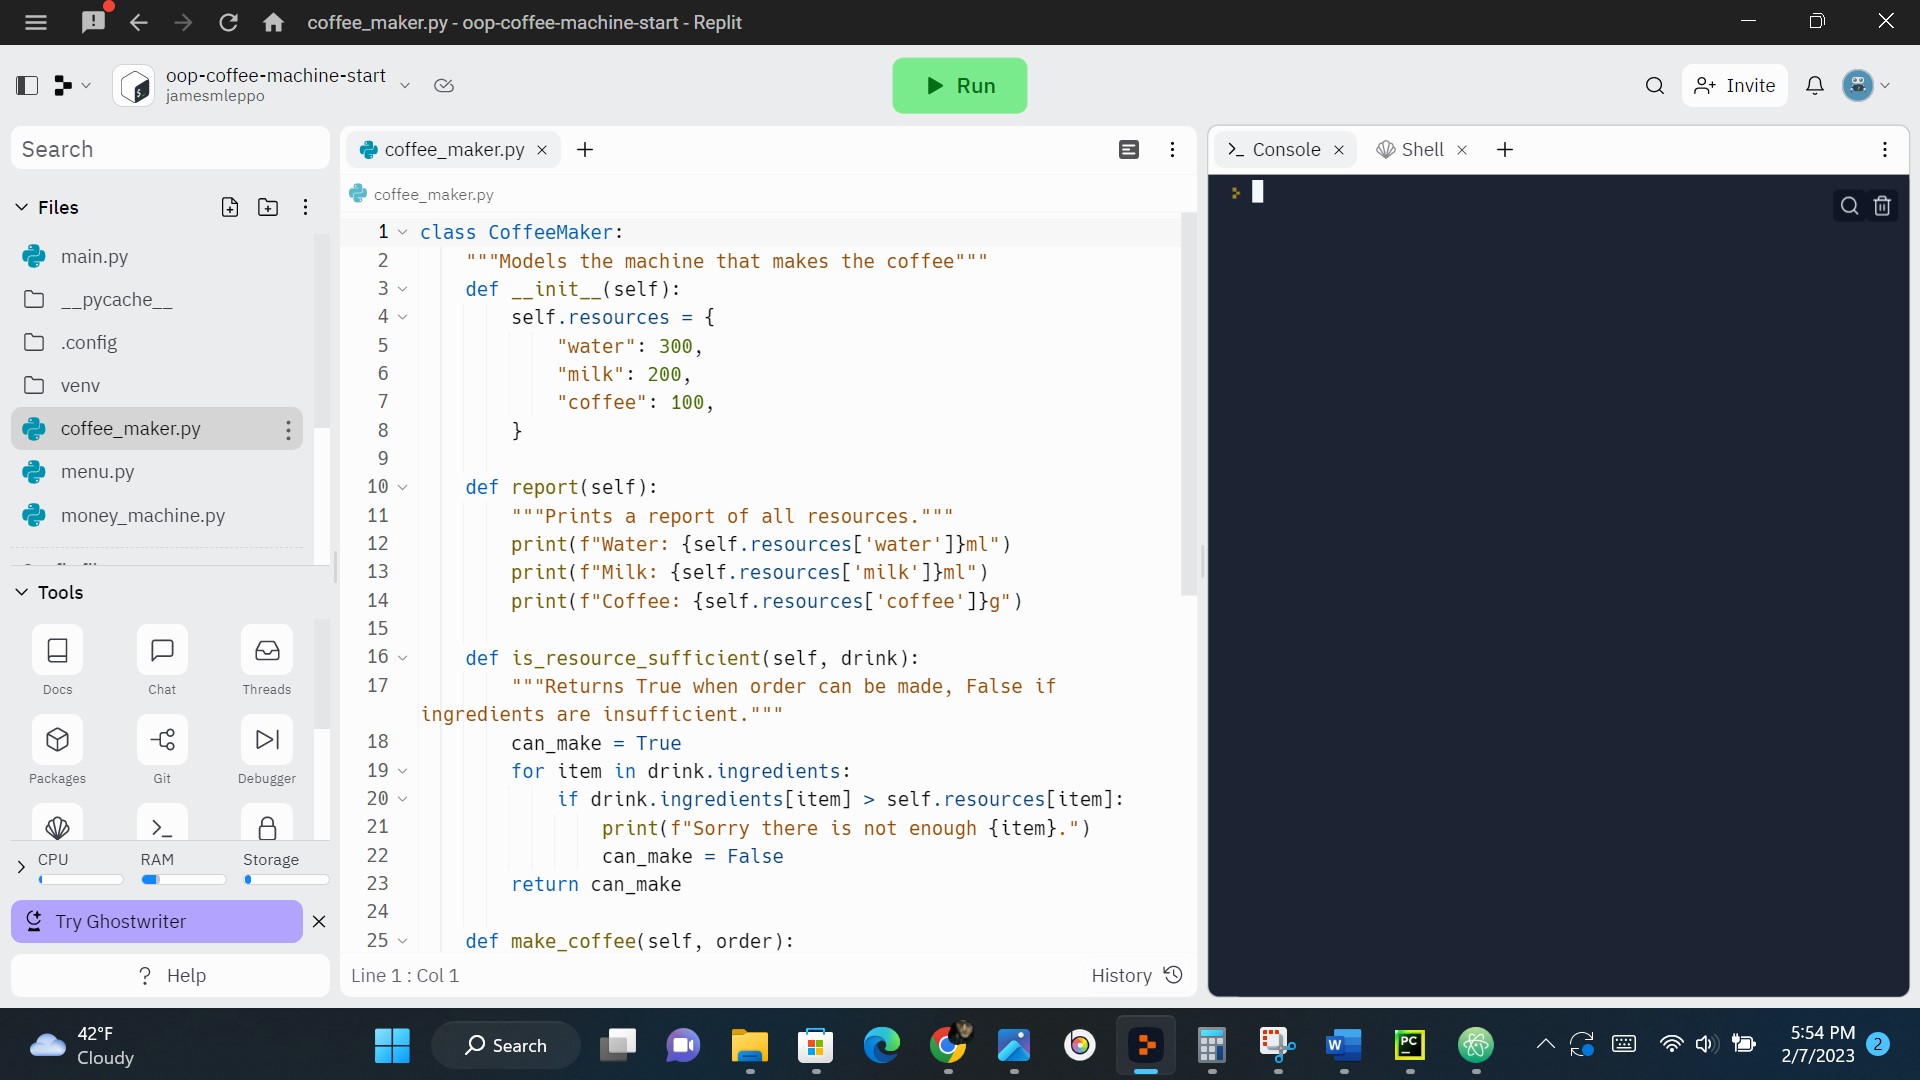 coffee_maker.py - oop-coffee-machine-start - Replit
oop-coffee-machine-start
jamesmleppo
Run
Invite
Search
Files
main.py
__pycache__
.config
venv
coffee_maker.py
menu.py
money_machine.py
Tools
Docs
Chat
Threads
Packages
Git
Debugger
CPU
RAM
Storage
Try Ghostwriter
? Help
coffee_maker.py
coffee_maker.py
1 class CoffeeMaker:
2 """Models the machine that makes the coffee"""
3 def __init__(self):
4 self.resources = {
5 "water": 300,
6 "milk": 200,
7 "coffee": 100,
8 }
9
10 def report(self):
11 """Prints a report of all resources."""
12 print(f"Water: {self.resources['water']}ml")
13 print(f"Milk: {self.resources['milk']}ml")
14 print(f"Coffee: {self.resources['coffee']}g")
15
16 def is_resource_sufficient(self, drink):
17 """Returns True when order can be made, False if
ingredients are insufficient."""
18 can_make = True
19 for item in drink.ingredients:
20 if drink.ingredients[item] > self.resources[item]:
21 print(f"Sorry there is not enough {item}.")
22 can_make = False
23 return can_make
24
25 def make_coffee(self, order):
Line 1 : Col 1
History
Console
Shell
42°F
Cloudy
Search
W
PC
5:54 PM
2/7/2023
2